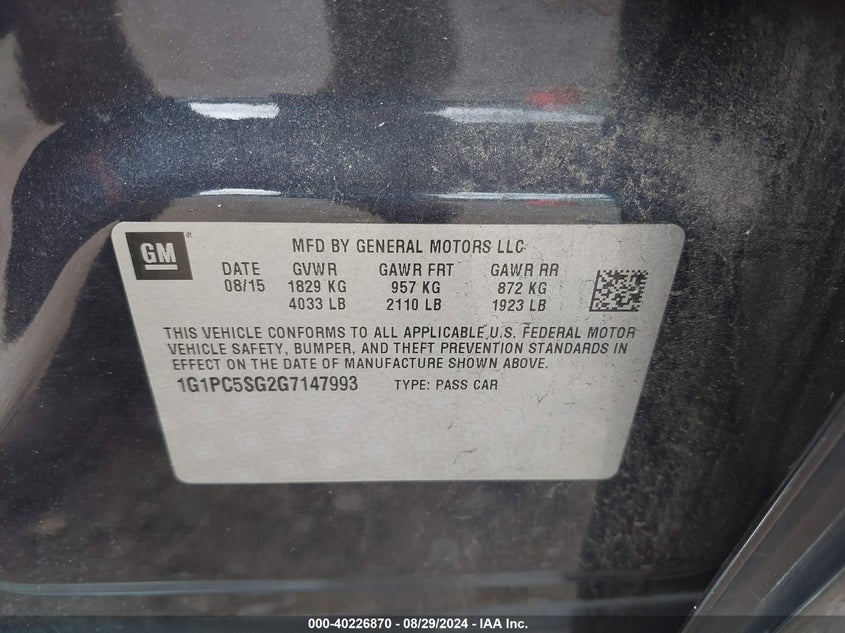 GM
MFD BY GENERAL MOTORS LLC
DATE GVWR GAWR FRT GAWR RR
08/15 1829 KG 957 KG 872 KG
4033 LB 2110 LB 1923 LB
THIS VEHICLE CONFORMS TO ALL APPLICABLE U.S. FEDERAL MOTOR
VEHICLE SAFETY, BUMPER, AND THEFT PREVENTION STANDARDS IN
EFFECT ON THE DATE OF MANUFACTURE SHOWN ABOVE.
1G1PC5SG2G7147993 TYPE: PASS CAR
000-40226870 - 08/29/2024 - IAA Inc.